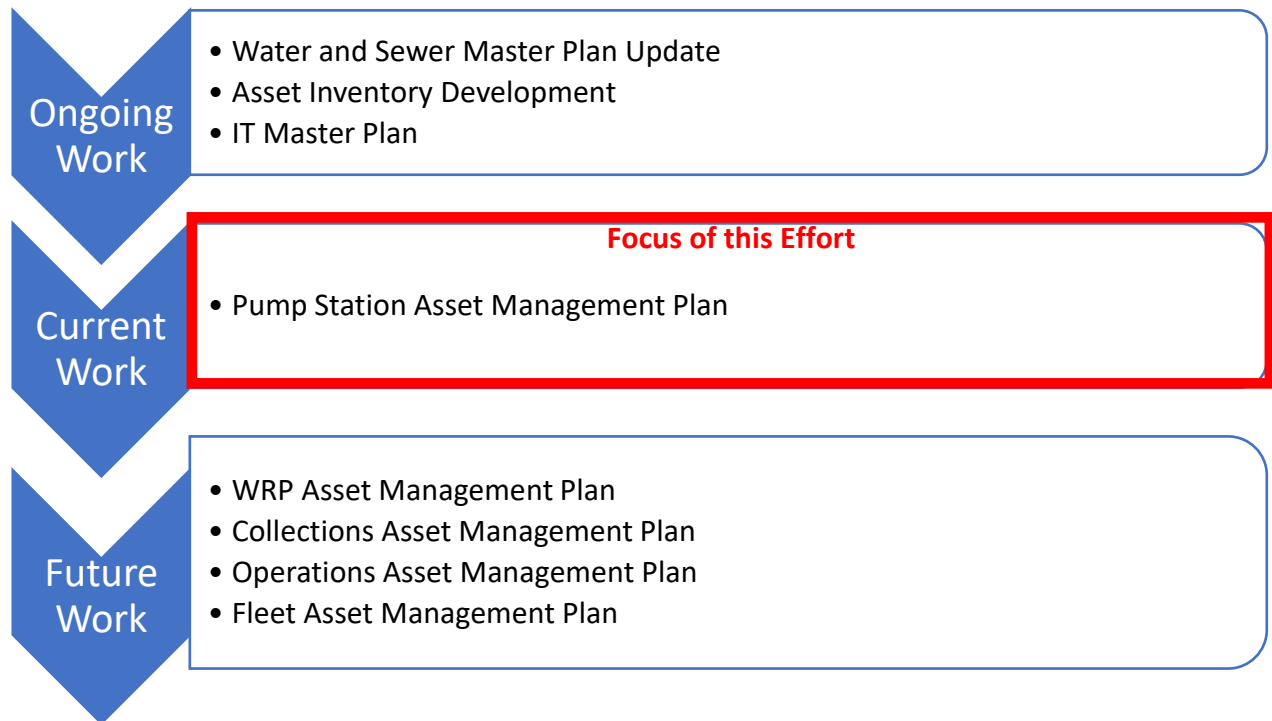 Ongoing
Work
• Water and Sewer Master Plan Update
• Asset Inventory Development
• IT Master Plan
Current
Work
Focus of this Effort
• Pump Station Asset Management Plan
Future
Work
• WRP Asset Management Plan
• Collections Asset Management Plan
• Operations Asset Management Plan
• Fleet Asset Management Plan